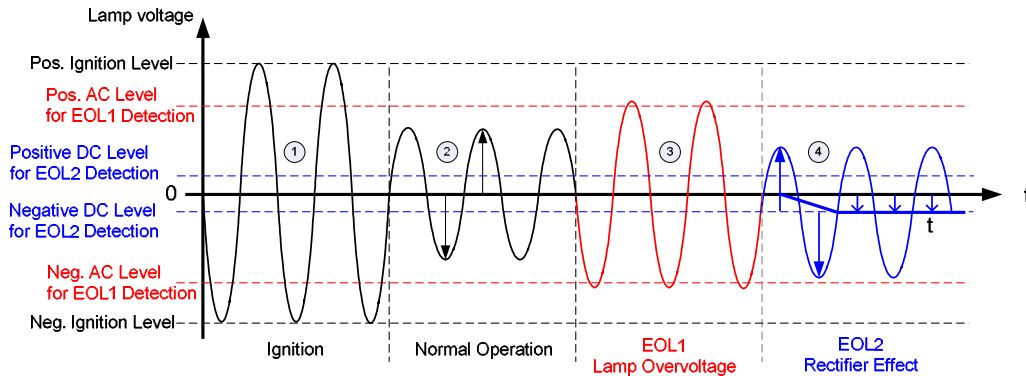 Lamp voltage
Pos. Ignition Level
Pos. AC Level
for EOL1 Detection
Positive DC Level
for EOL2 Detection
0
Negative DC Level
for EOL2 Detection
Neg. AC Level
for EOL1 Detection
Neg. Ignition Level
1
2
3
4
t
t
Ignition
Normal Operation
EOL1
Lamp Overvoltage
EOL2
Rectifier Effect